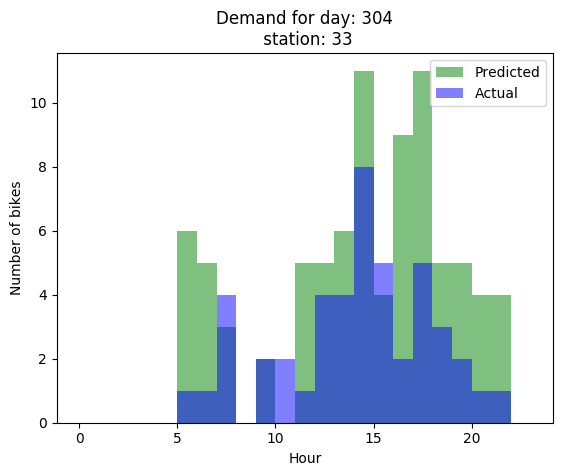 Demand for day: 304
station: 33
Predicted
Actual
Number of bikes
10
8
6
4
2
0
0 5 10 15 20
Hour